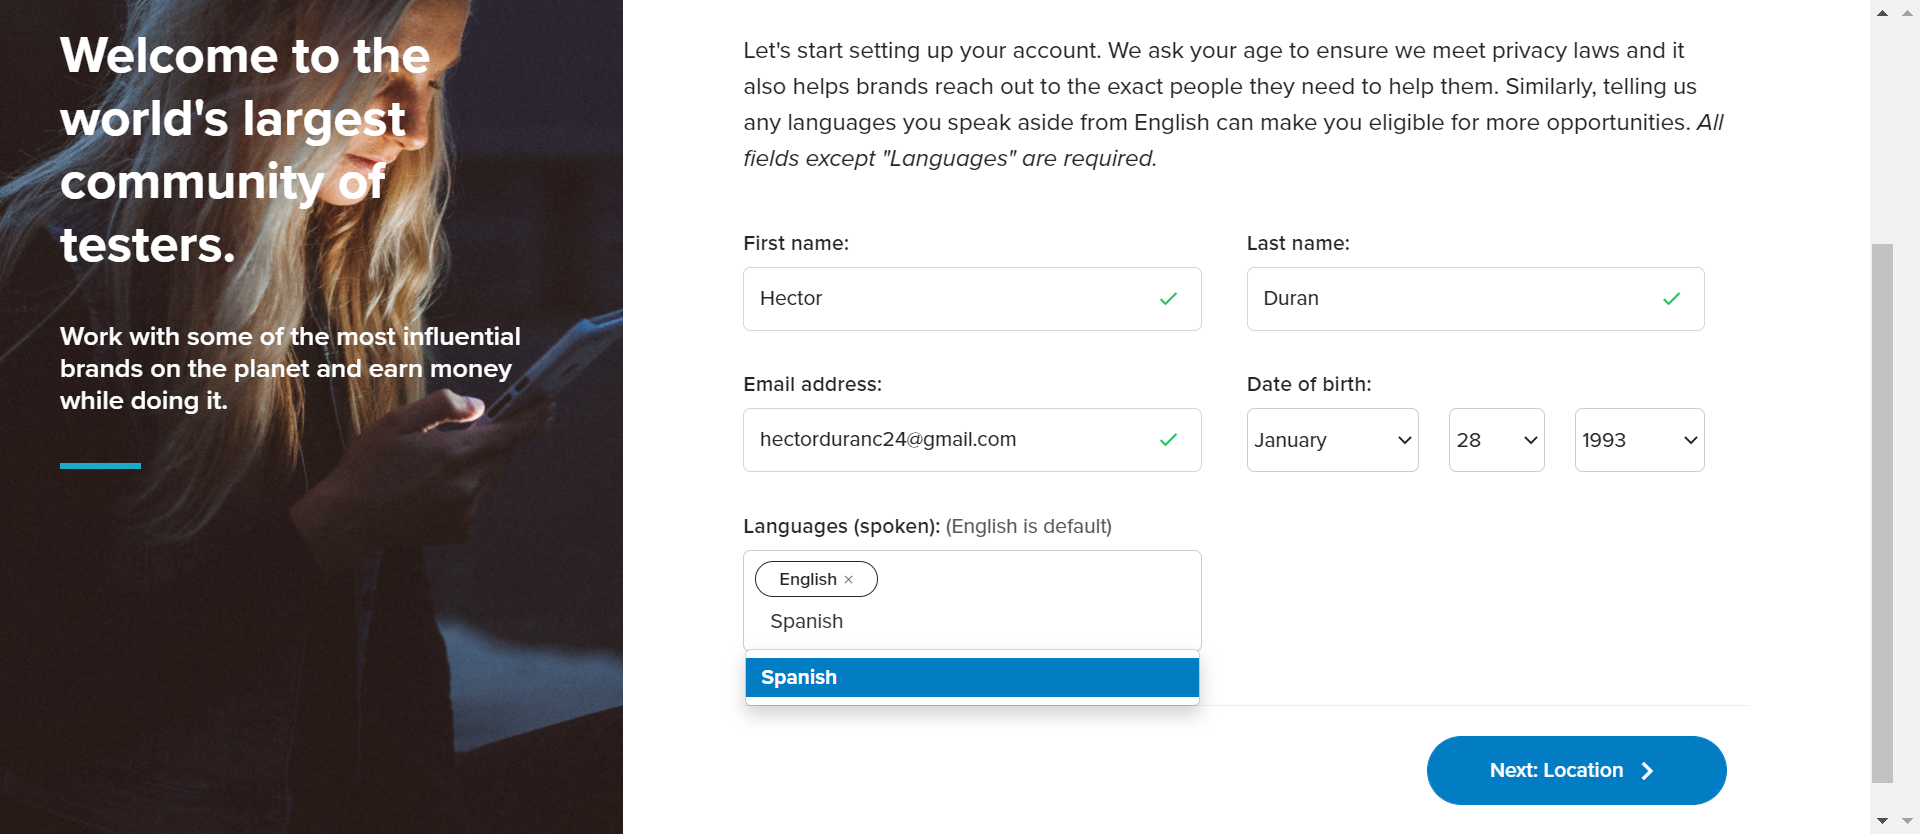 Welcome to the
world's largest
community of
testers.
Work with some of the most influential
brands on the planet and earn money
while doing it.
Let's start setting up your account. We ask your age to ensure we meet privacy laws and it
also helps brands reach out to the exact people they need to help them. Similarly, telling us
any languages you speak aside from English can make you eligible for more opportunities. All
fields except "Languages" are required.
First name:
Last name:
Hector
Duran
Email address:
Date of birth:
hectorduranc24@gmail.com
January
28
1993
Languages (spoken): (English is default)
English ×
Spanish
Spanish
Next: Location